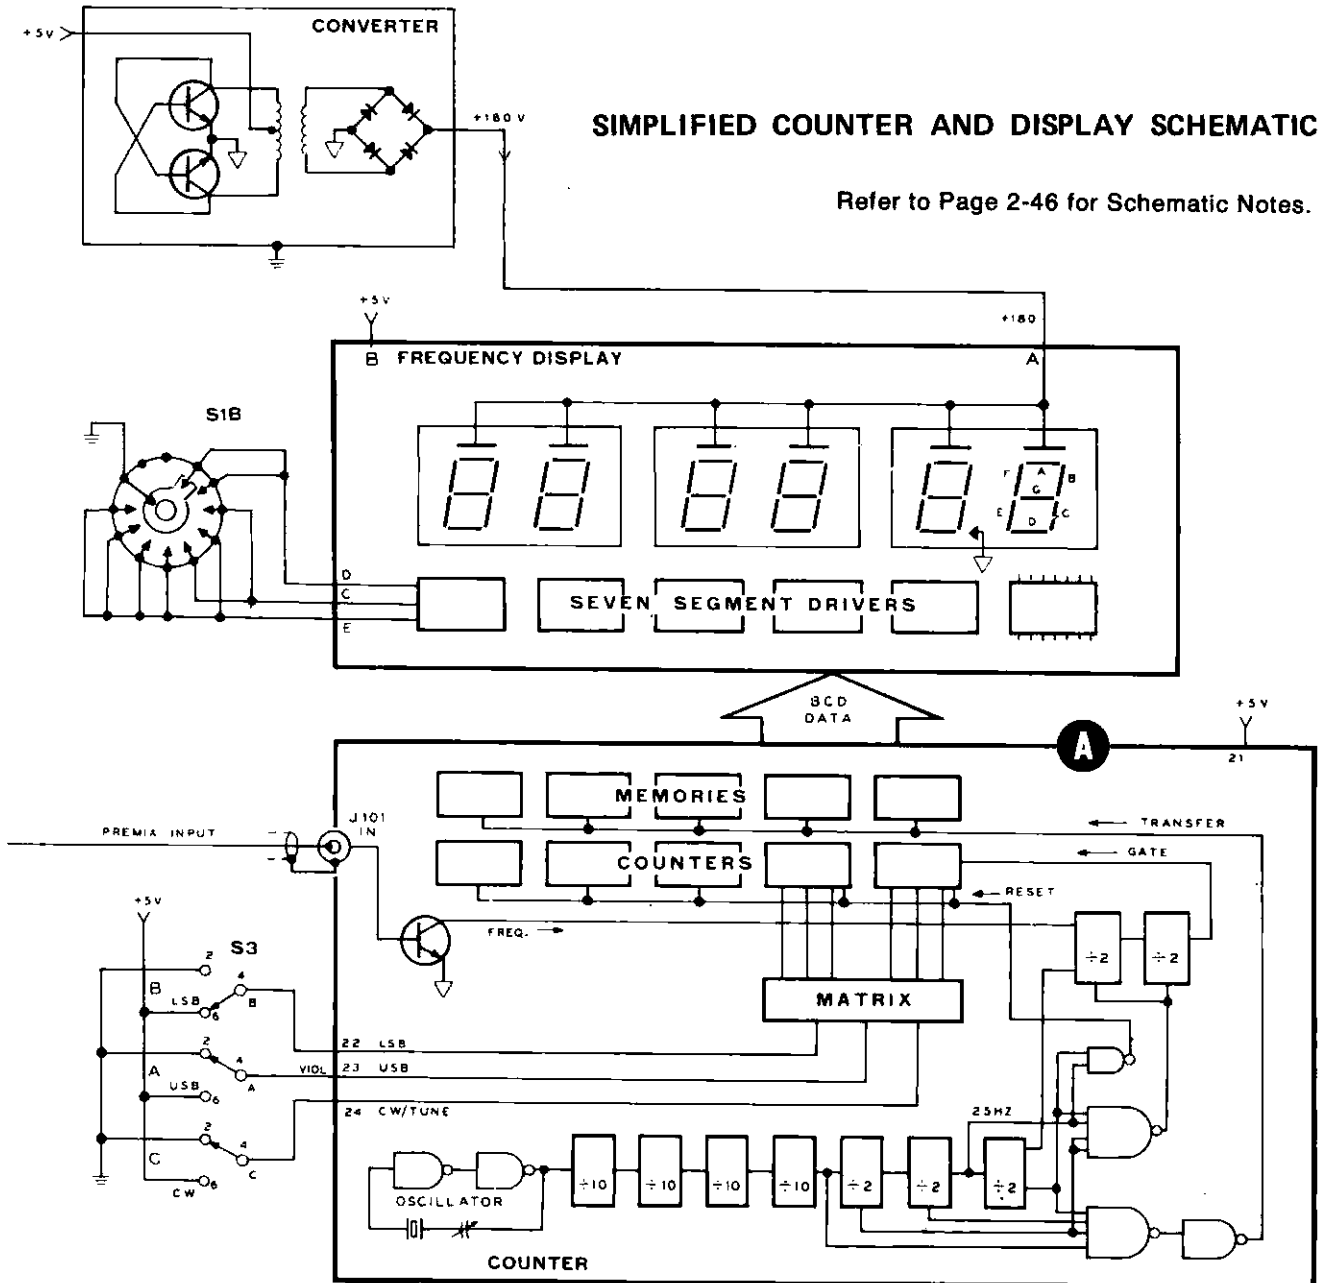 CONVERTER
+5V
+180 V
SIMPLIFIED COUNTER AND DISPLAY SCHEMATIC
Refer to Page 2-46 for Schematic Notes.
+5V
+180
B FREQUENCY DISPLAY
A
S1B
F A B
G
E D C
D
C
E
SEVEN SEGMENT DRIVERS
BCD
DATA
+5V
A
21
MEMORIES
J101
IN
PREMIX INPUT
TRANSFER
COUNTERS
GATE
RESET
+5V
S3
FREQ.
÷2
÷2
2
4
B
LSB
6
B
MATRIX
22 LSB
2
4
A
VIOL
23 USB
USB
6
A
24 CW/TUNE
2
4
C
CW
6
C
25HZ
÷10
÷10
÷10
÷10
÷2
÷2
÷2
OSCILLATOR
COUNTER